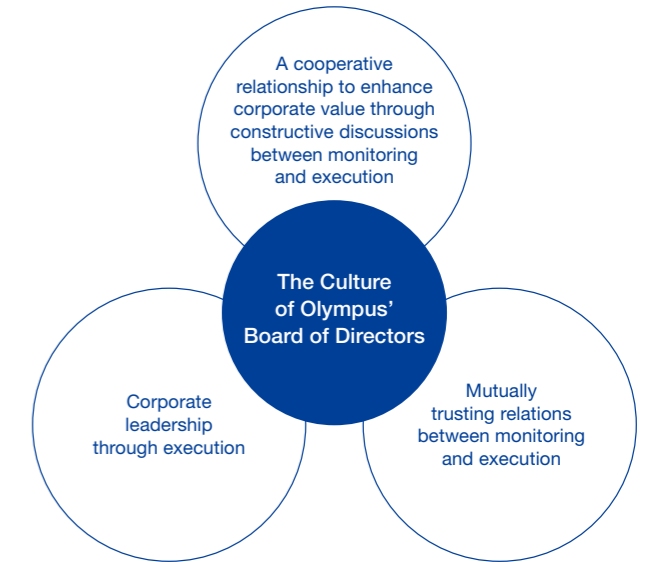 A cooperative
relationship to enhance
corporate value through
constructive discussions
between monitoring
and execution
The Culture
of Olympus’
Board of Directors
Corporate
leadership
through execution
Mutually
trusting relations
between monitoring
and execution